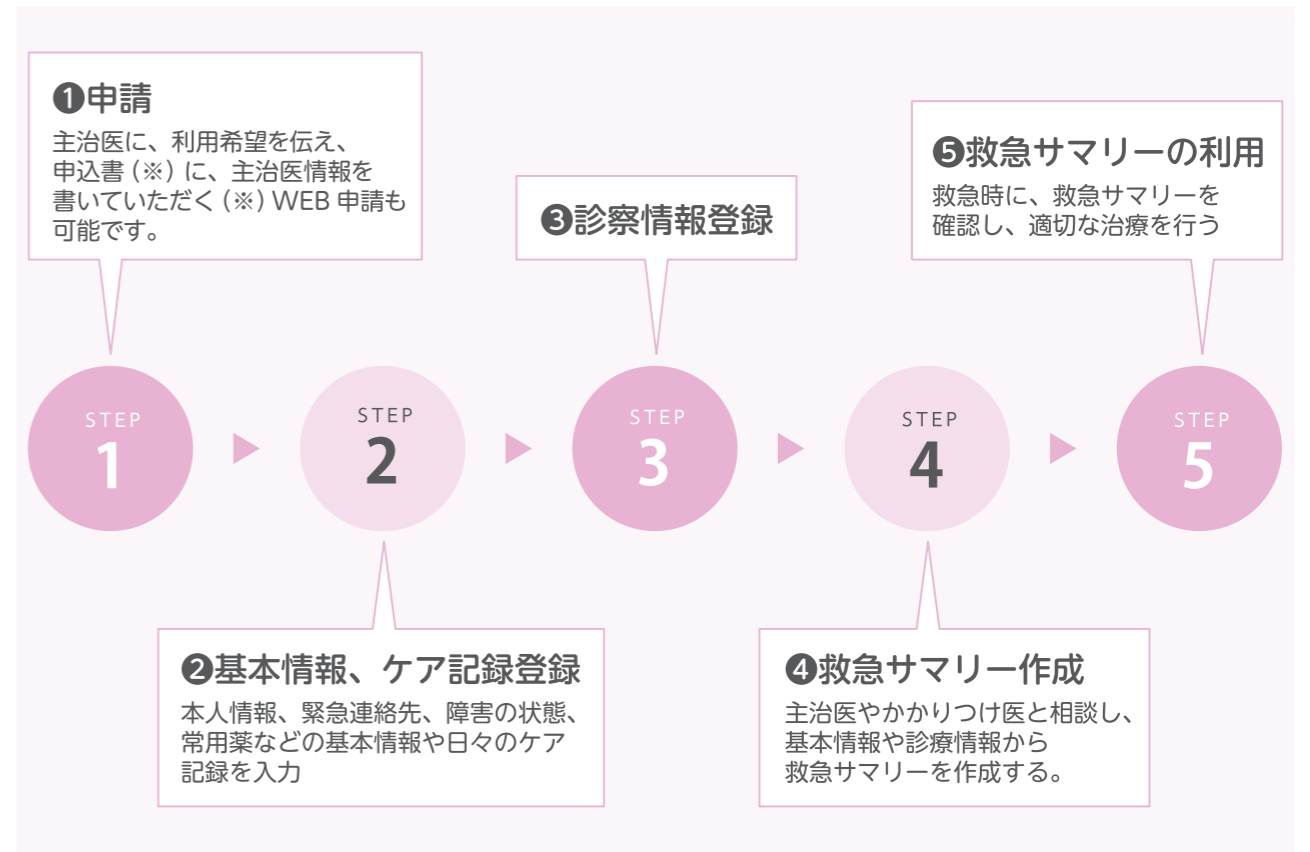 ❶申請
主治医に、利用希望を伝え、
申込書(※)に、主治医情報を
書いていただく(※)WEB 申請も
可能です。
❸診察情報登録
❺救急サマリーの利用
救急時に、救急サマリーを
確認し、適切な治療を行う
STEP
1
STEP
2
STEP
3
STEP
4
STEP
5
❷基本情報、ケア記録登録
本人情報、緊急連絡先、障害の状態、
常用薬などの基本情報や日々のケア
記録を入力
❹救急サマリー作成
主治医やかかりつけ医と相談し、
基本情報や診療情報から
救急サマリーを作成する。